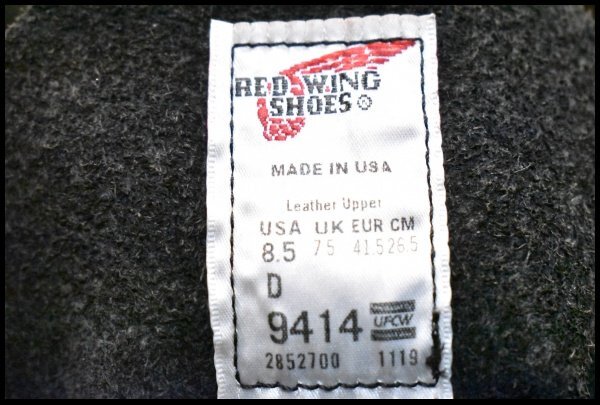 RED WING
SHOES ®
MADE IN USA
Leather Upper
USA UK EUR CM
8.5 7.5 41.5 26.5
D
9414 UFCW
2852700 1119